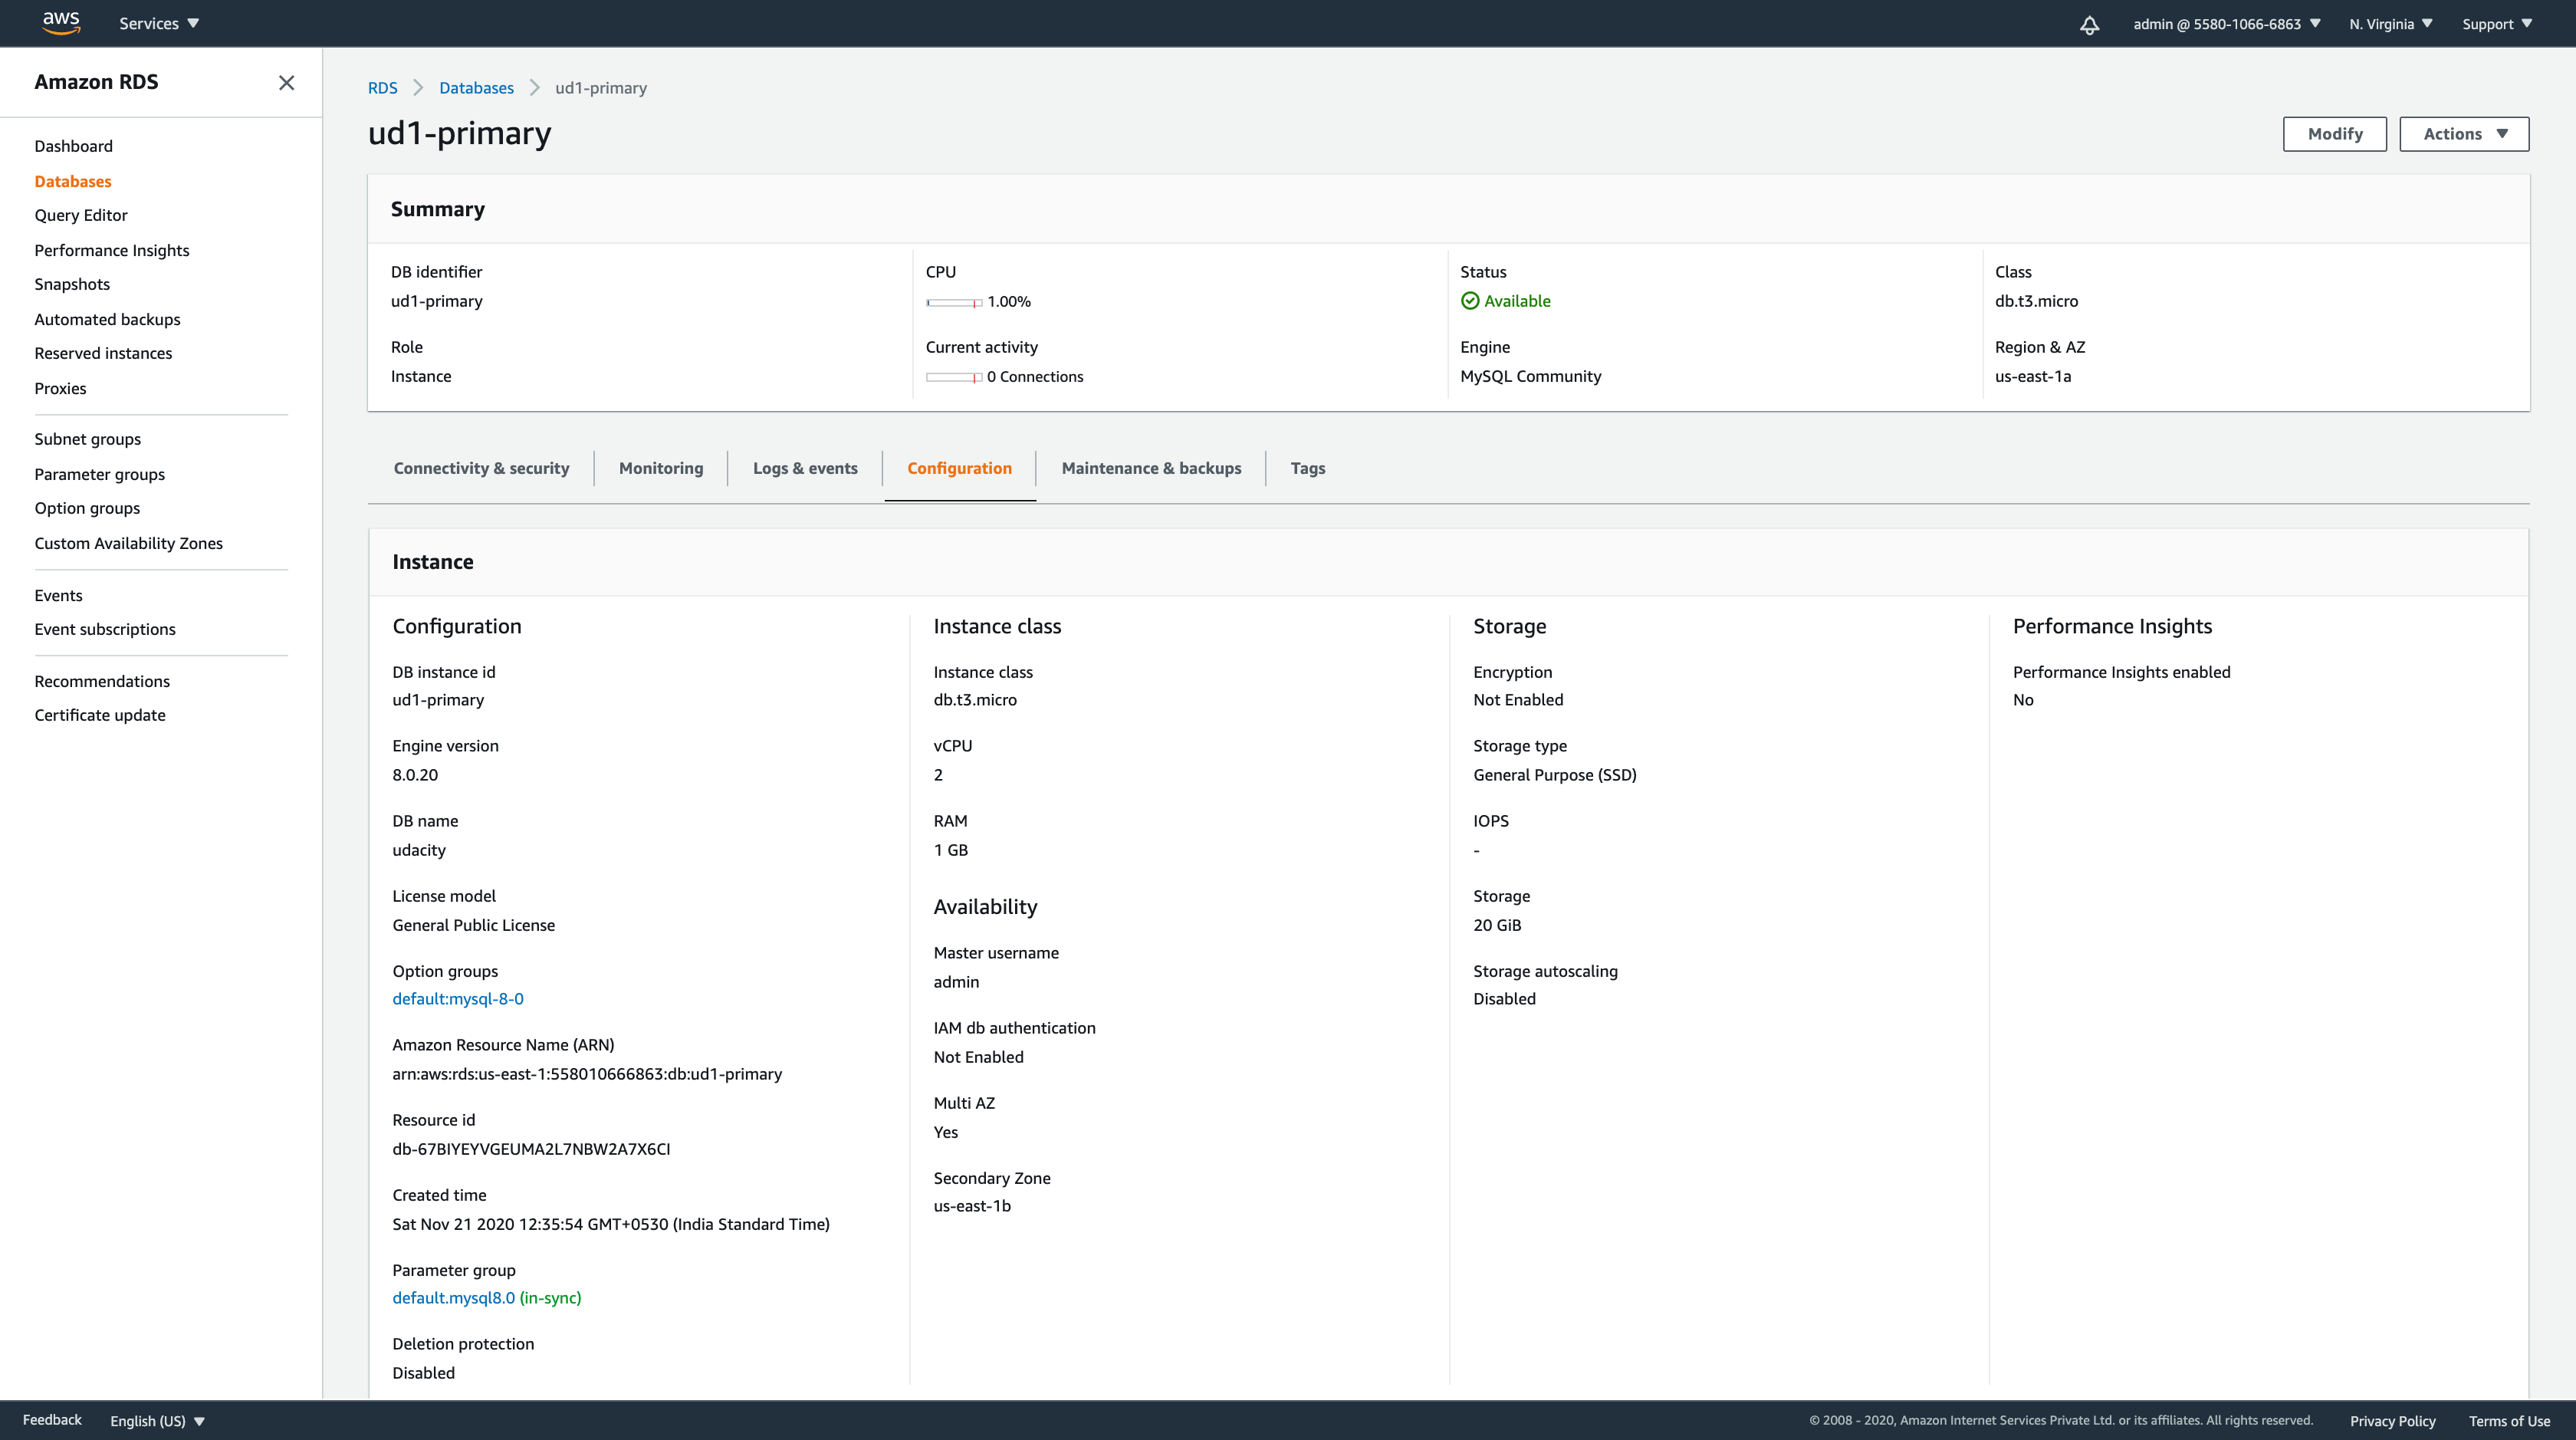 aws Services admin @ 5580-1066-6863 N. Virginia Support
Amazon RDS
Dashboard
Databases
Query Editor
Performance Insights
Snapshots
Automated backups
Reserved instances
Proxies
Subnet groups
Parameter groups
Option groups
Custom Availability Zones
Events
Event subscriptions
Recommendations
Certificate update
RDS Databases ud1-primary
ud1-primary
Modify Actions
Summary
DB identifier
ud1-primary
Role
Instance
CPU
1.00%
Current activity
0 Connections
Status
Available
Engine
MySQL Community
Class
db.t3.micro
Region & AZ
us-east-1a
Connectivity & security Monitoring Logs & events Configuration Maintenance & backups Tags
Instance
Configuration
DB instance id
ud1-primary
Engine version
8.0.20
DB name
udacity
License model
General Public License
Option groups
default:mysql-8-0
Amazon Resource Name (ARN)
arn:aws:rds:us-east-1:558010666863:db:ud1-primary
Resource id
db-67BIYEYVGEUMA2L7NBW2A7X6CI
Created time
Sat Nov 21 2020 12:35:54 GMT+0530 (India Standard Time)
Parameter group
default.mysql8.0 (in-sync)
Deletion protection
Disabled
Instance class
Instance class
db.t3.micro
vCPU
2
RAM
1 GB
Availability
Master username
admin
IAM db authentication
Not Enabled
Multi AZ
Yes
Secondary Zone
us-east-1b
Storage
Encryption
Not Enabled
Storage type
General Purpose (SSD)
IOPS
-
Storage
20 GiB
Storage autoscaling
Disabled
Performance Insights
Performance Insights enabled
No
Feedback English (US) © 2008 - 2020, Amazon Internet Services Private Ltd. or its affiliates. All rights reserved. Privacy Policy Terms of Use